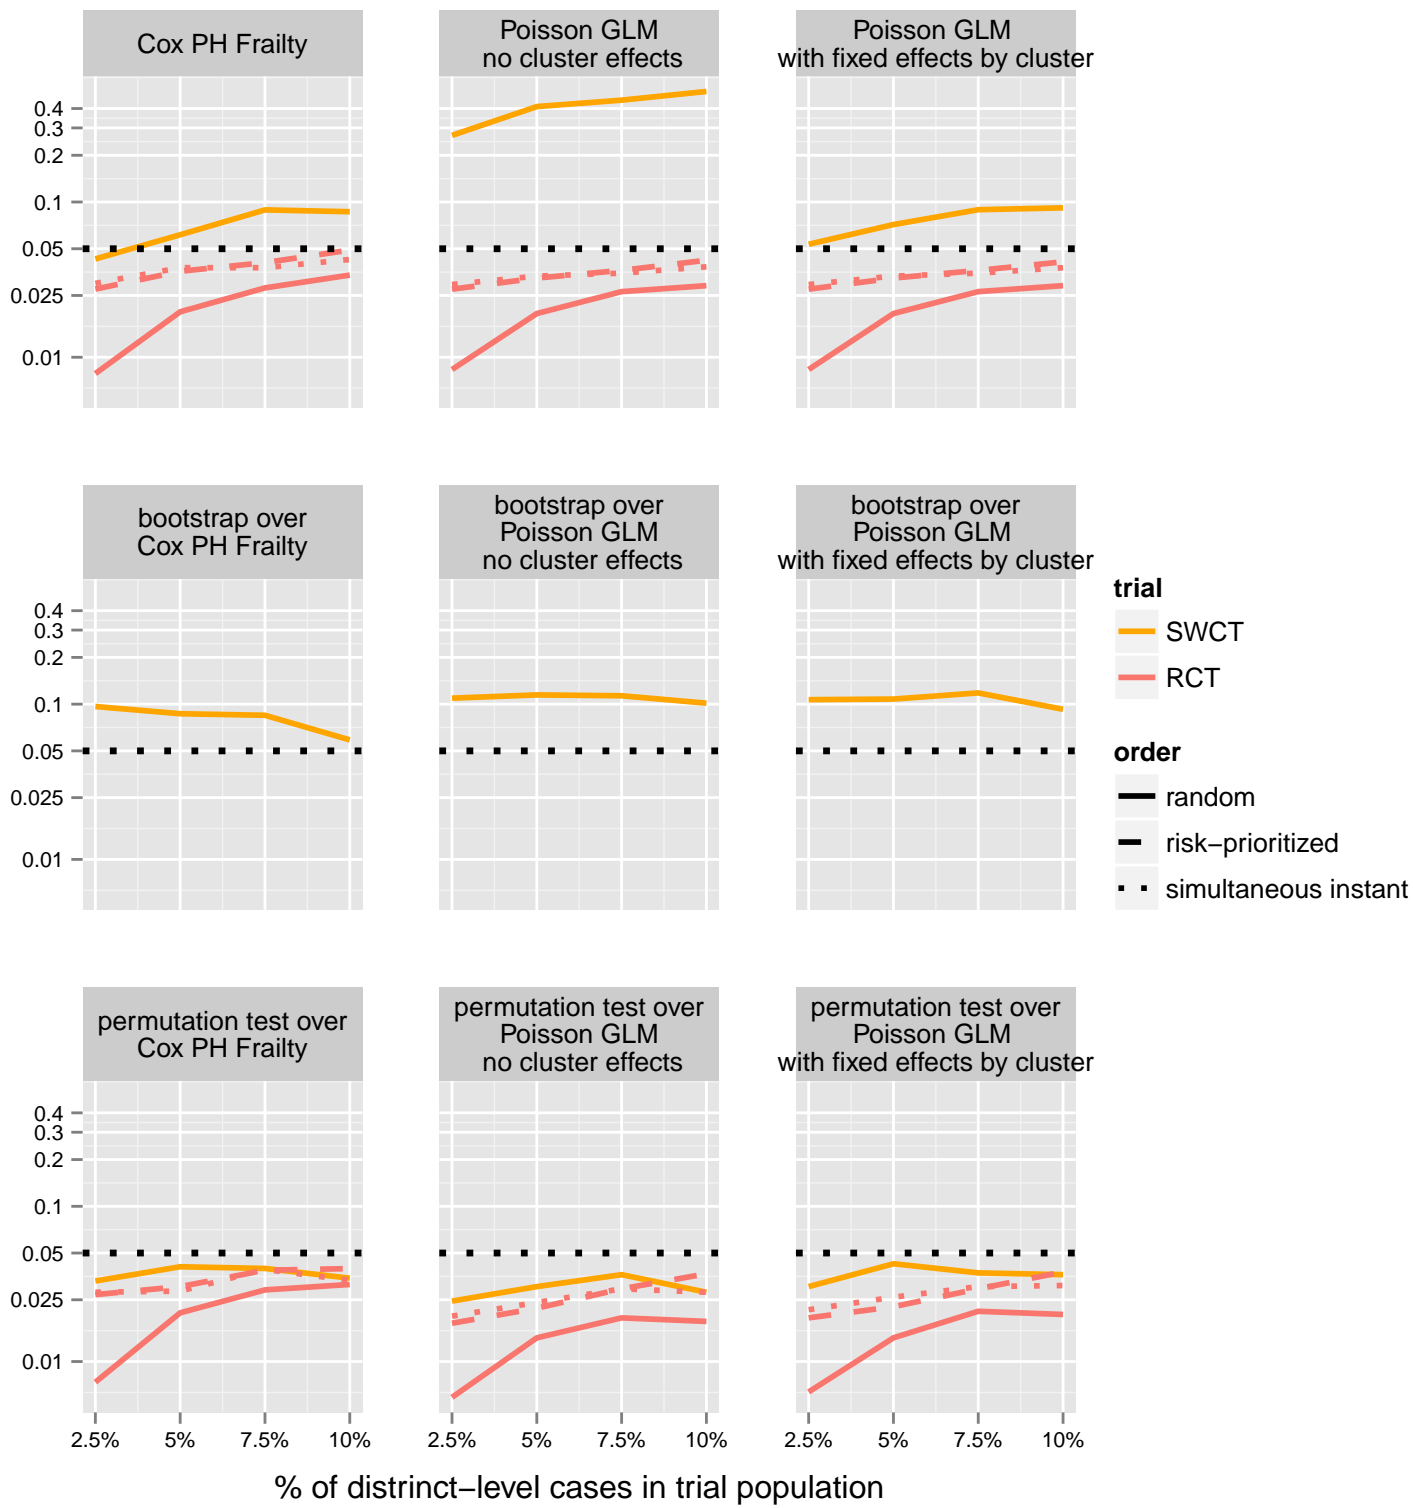 Cox PH Frailty
Poisson GLM
no cluster effects
Poisson GLM
with fixed effects by cluster
0.4
0.3
0.2
0.1
0.05
0.025
0.01
bootstrap over
Cox PH Frailty
bootstrap over
Poisson GLM
no cluster effects
bootstrap over
Poisson GLM
with fixed effects by cluster
0.4
0.3
0.2
0.1
0.05
0.025
0.01
trial
SWCT
RCT
order
random
risk−prioritized
simultaneous instant
permutation test over
Cox PH Frailty
permutation test over
Poisson GLM
no cluster effects
permutation test over
Poisson GLM
with fixed effects by cluster
0.4
0.3
0.2
0.1
0.05
0.025
0.01
2.5% 5% 7.5% 10%
2.5% 5% 7.5% 10%
2.5% 5% 7.5% 10%
% of distrinct−level cases in trial population